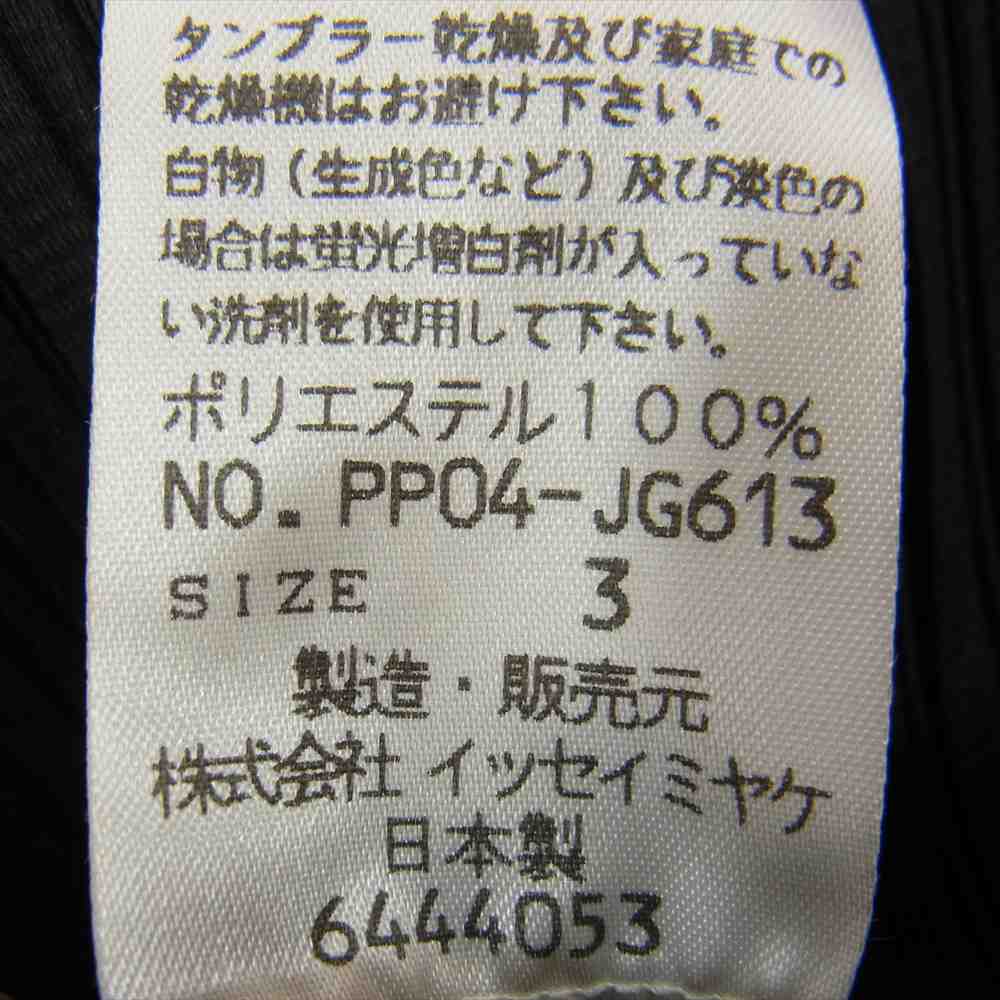 タンブラー乾燥及び家庭での
乾燥機はお避け下さい。
白物（生成色など）及び淡色の
場合は蛍光増白剤が入っていな
い洗剤を使用して下さい。
ポリエステル100%
NO. PP04-JG613
SIZE 3
製造・販売元
株式会社 イッセイミヤケ
日本製
6444053